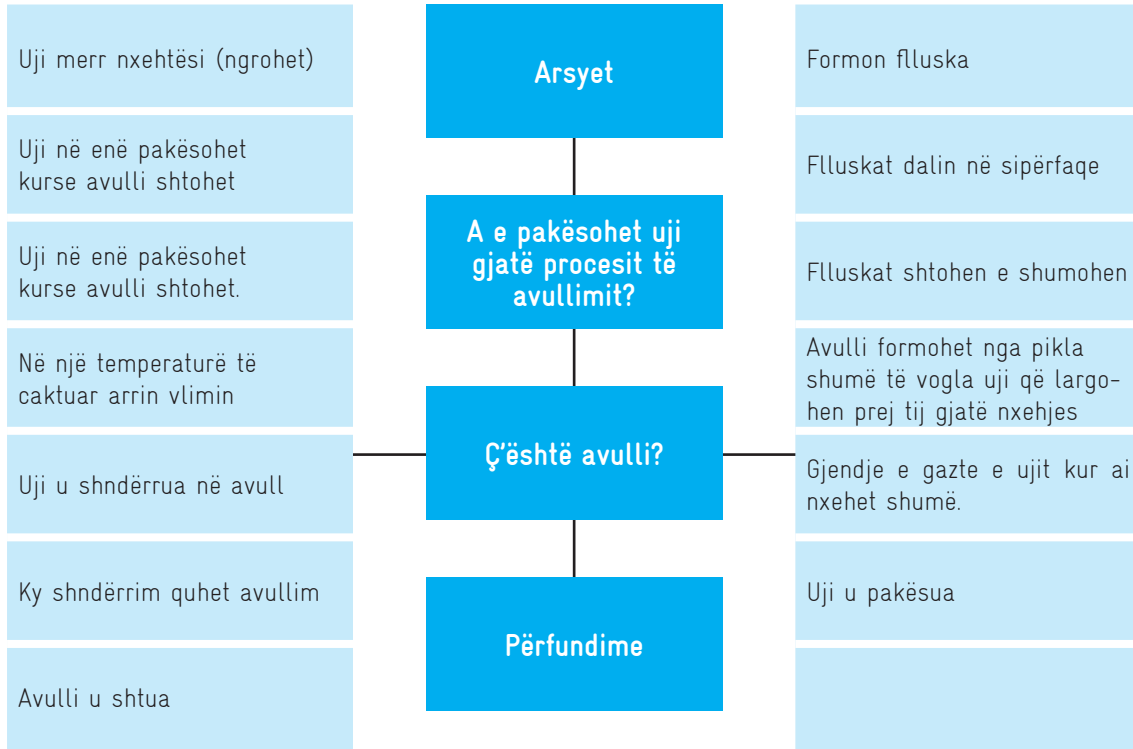 Uji merr nxehtësi (ngrohet)
Uji në enë pakësohet
kurse avulli shtohet
Uji në enë pakësohet
kurse avulli shtohet.
Në një temperaturë të
caktuar arrin vlimin
Uji u shndërrua në avull
Ky shndërrim quhet avullim
Avulli u shtua
Arsyet
A e pakësohet uji
gjatë procesit të
avullimit?
Ç'është avulli?
Përfundime
Formon flluska
Flluskat dalin në sipërfaqe
Flluskat shtohen e shumohen
Avulli formohet nga pikla
shumë të vogla uji që largo-
hen prej tij gjatë nxehjes
Gjendje e gazte e ujit kur ai
nxehet shumë.
Uji u pakësua